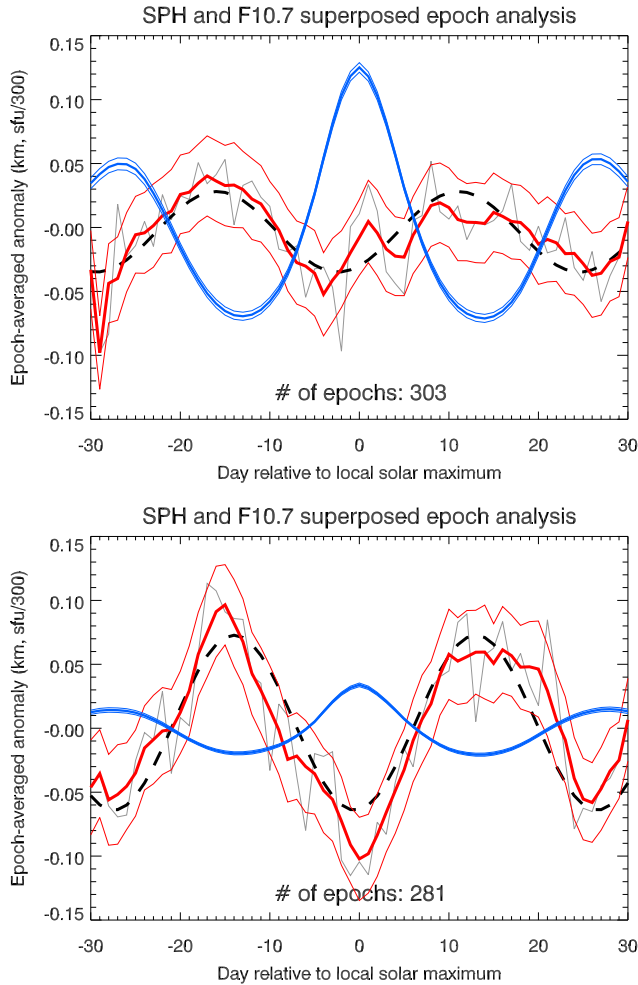 SPH and F10.7 superposed epoch analysis
0.15
0.10
0.05
-0.00
-0.05
-0.10
-0.15
Epoch-averaged anomaly (km, sfu/300)
# of epochs: 303
-30 -20 -10 0 10 20 30
Day relative to local solar maximum
SPH and F10.7 superposed epoch analysis
0.15
0.10
0.05
-0.00
-0.05
-0.10
-0.15
Epoch-averaged anomaly (km, sfu/300)
# of epochs: 281
-30 -20 -10 0 10 20 30
Day relative to local solar maximum